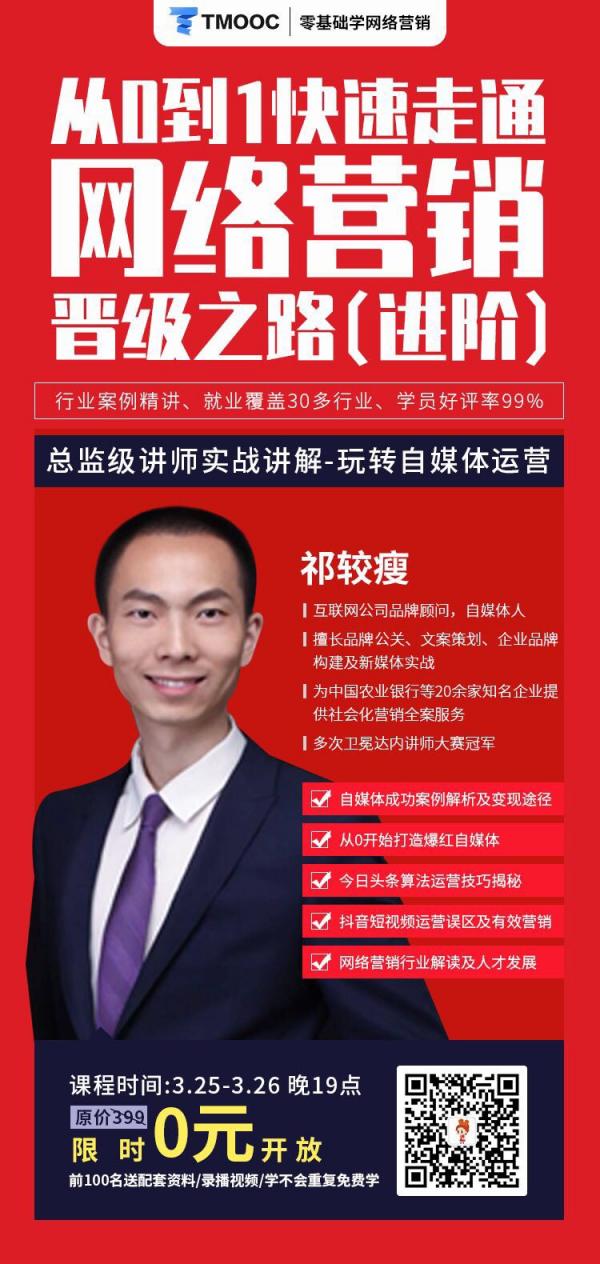 TMOOC 零基础学网络营销
从0到1快速走通
网络营销
晋级之路(进阶)
行业案例精讲、就业覆盖30多行业、学员好评率99%
总监级讲师实战讲解-玩转自媒体运营
祁较瘦
互联网公司品牌顾问，自媒体人
擅长品牌公关、文案策划、企业品牌
构建及新媒体实战
为中国农业银行等20余家知名企业提
供社会化营销全案服务
多次卫冕达内讲师大赛冠军
自媒体成功案例解析及变现途径
从0开始打造爆红自媒体
今日头条算法运营技巧揭秘
抖音短视频运营误区及有效营销
网络营销行业解读及人才发展
课程时间:3.25-3.26 晚19点
原价399
限时0元开放
前100名送配套资料/录播视频/学不会重复免费学